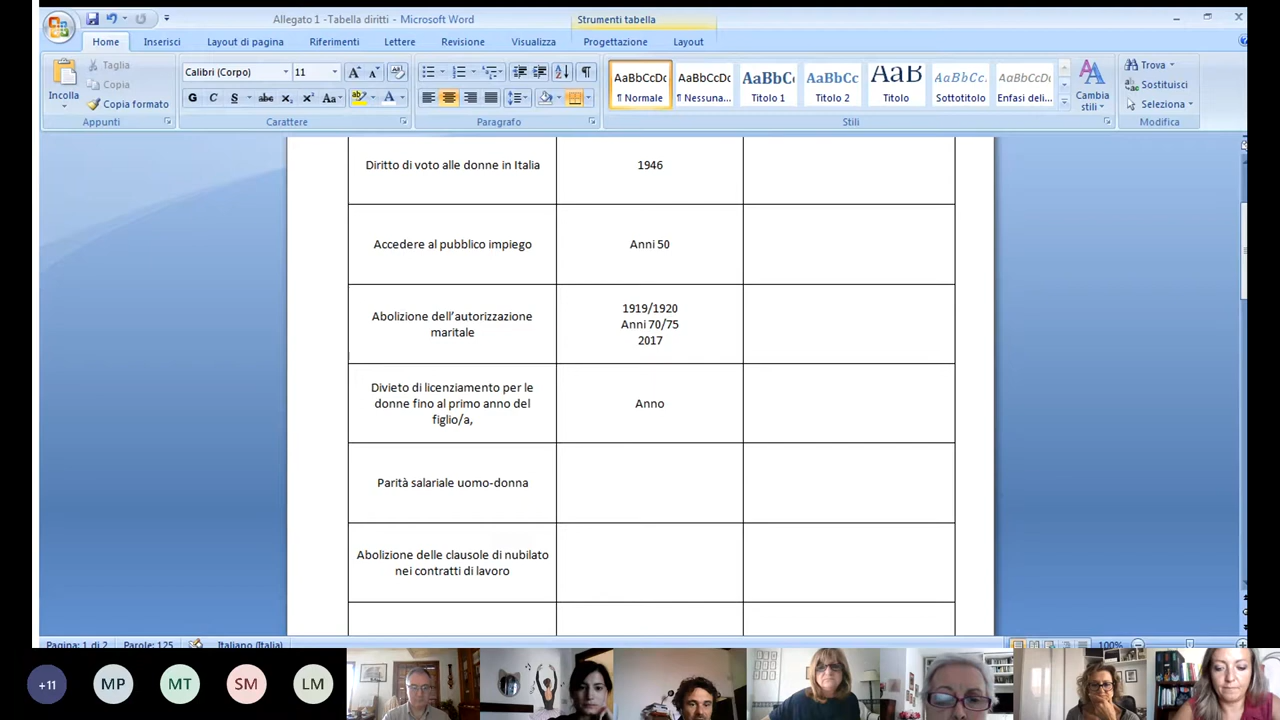 Allegato 1 -Tabella diritti - Microsoft Word
Strumenti tabella
Home
Inserisci
Layout di pagina
Riferimenti
Lettere
Revisione
Visualizza
Progettazione
Layout
Incolla
Taglia
Copia
Copia formato
Appunti
Calibri (Corpo)
11
G C S abc x₂ x² Aa
A
Carattere
Paragrafo
AaBbCcDc
¶ Normale
AaBbCcDc
¶ Nessuna...
AaBbC
Titolo 1
AaBbCc
Titolo 2
AaB
Titolo
AaBbCc.
Sottotitolo
AaBbCcD
Enfasi deli...
Cambia
stili
Stili
Trova
Sostituisci
Seleziona
Modifica
Diritto di voto alle donne in Italia
1946
Accedere al pubblico impiego
Anni 50
Abolizione dell'autorizzazione
maritale
1919/1920
Anni 70/75
2017
Divieto di licenziamento per le
donne fino al primo anno del
figlio/a,
Anno
Parità salariale uomo-donna
Abolizione delle clausole di nubilato
nei contratti di lavoro
Pagina: 1 di 2
Parole: 125
Italiano (Italia)
100%
+11
MP
MT
SM
LM